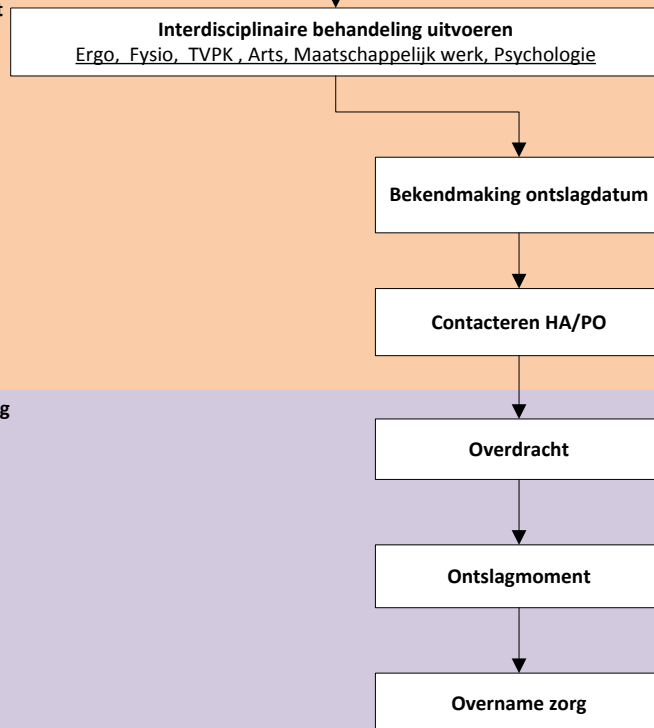 t
Interdisciplinaire behandeling uitvoeren
Ergo, Fysio, TVPK , Arts, Maatschappelijk werk, Psychologie
Bekendmaking ontslagdatum
Contacteren HA/PO
g
Overdracht
Ontslagmoment
Overname zorg